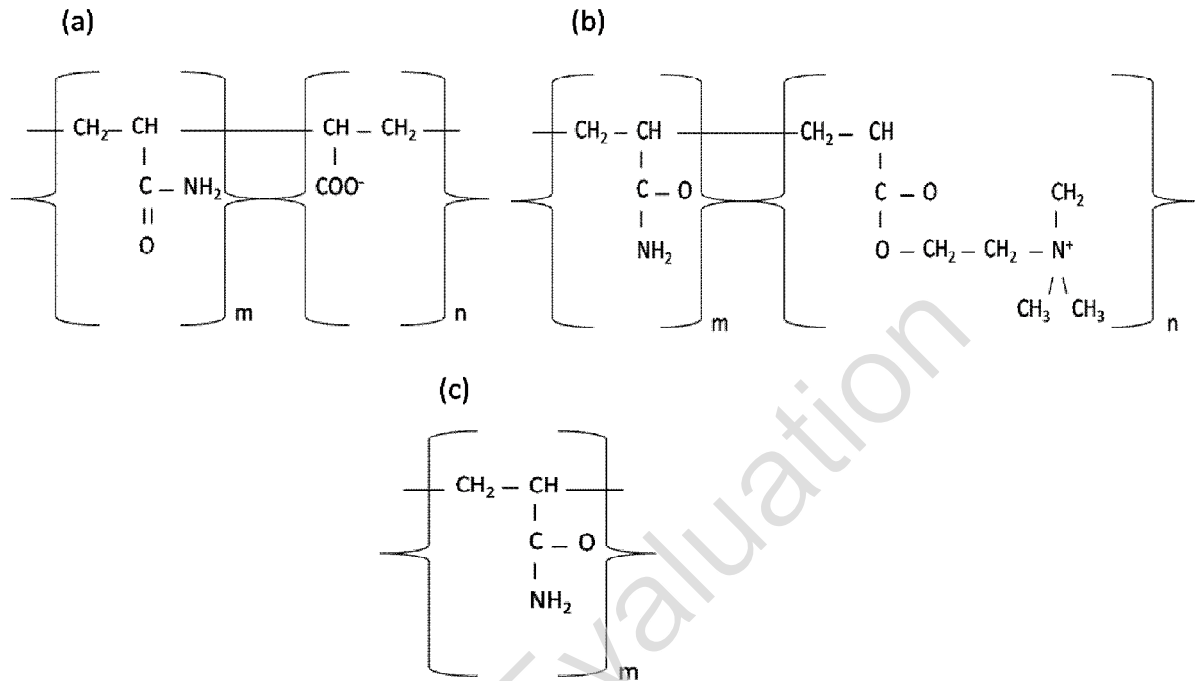 (a)
(b)
CH₂ – CH CH – CH₂
C – NH₂ COO⁻
O
m n
CH₂ – CH CH₂ – CH
C – O C – O CH₂
NH₂ O – CH₂ – CH₂ – N⁺
CH₃ CH₃
m n
(c)
CH₂ – CH
C – O
NH₂
m
Evaluation